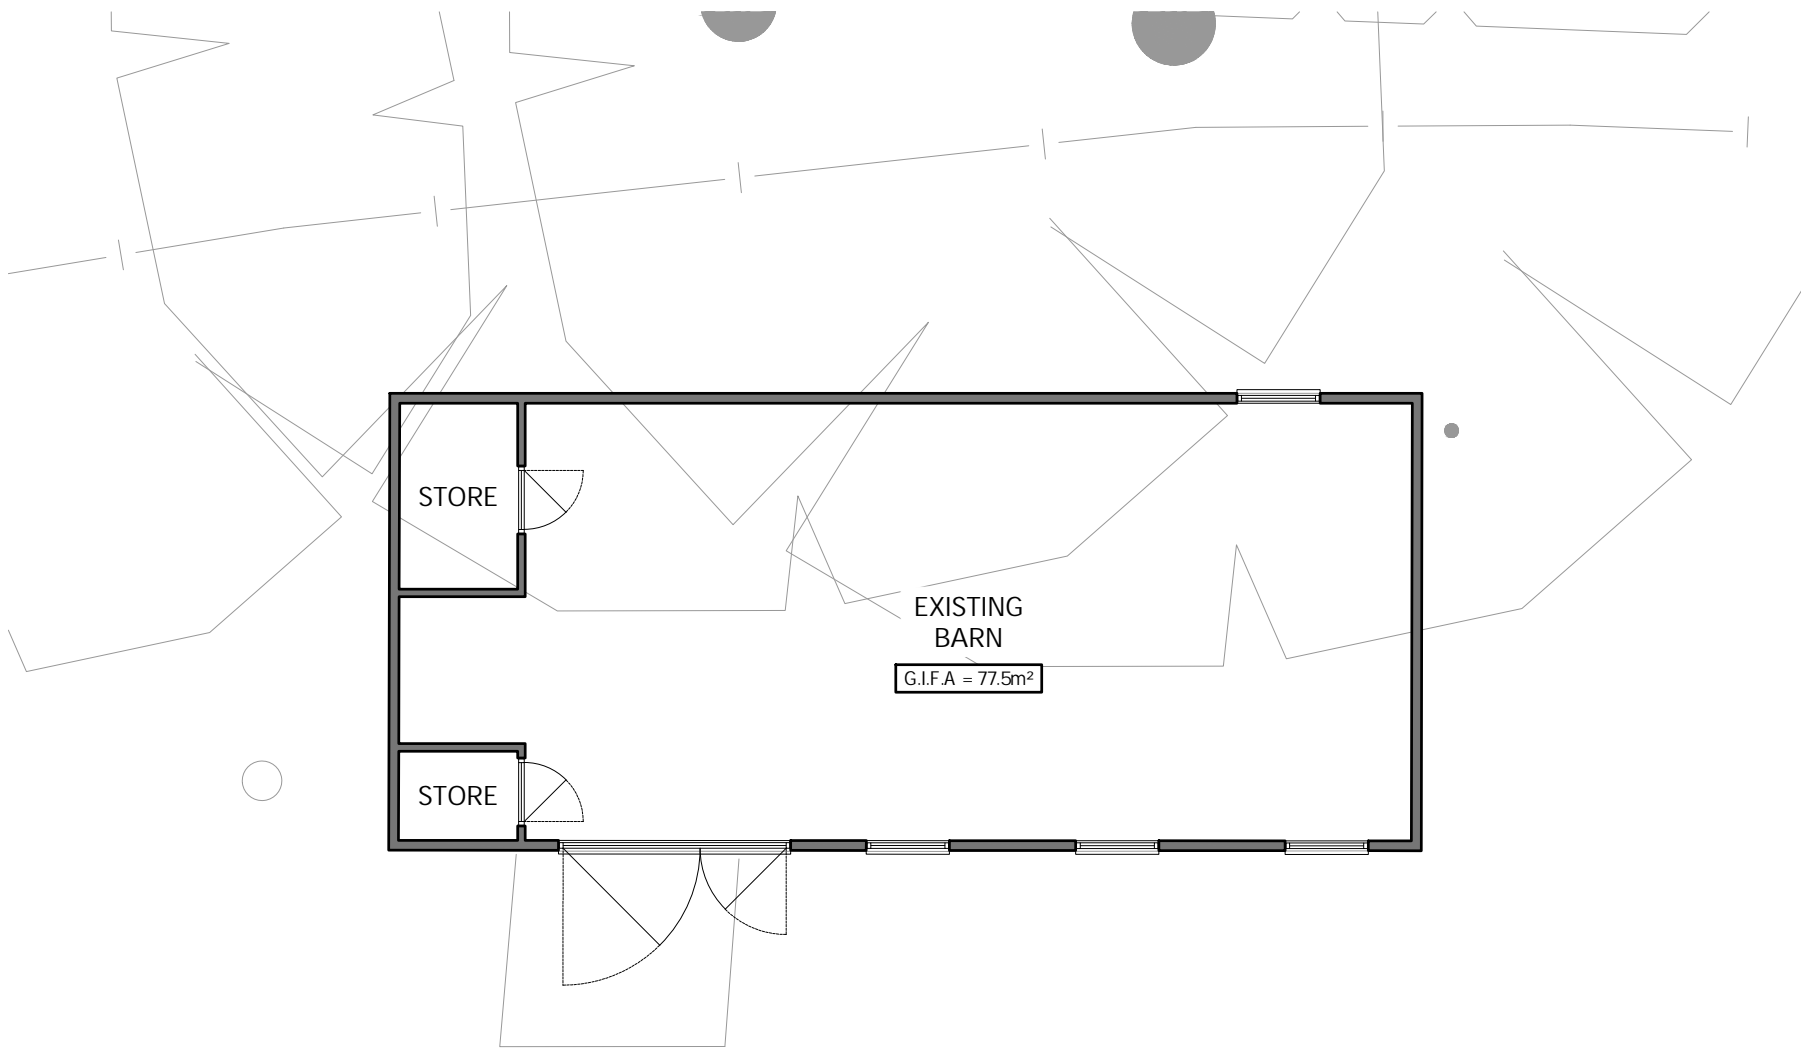 STORE
EXISTING
BARN
G.I.F.A = 77.5m²
STORE